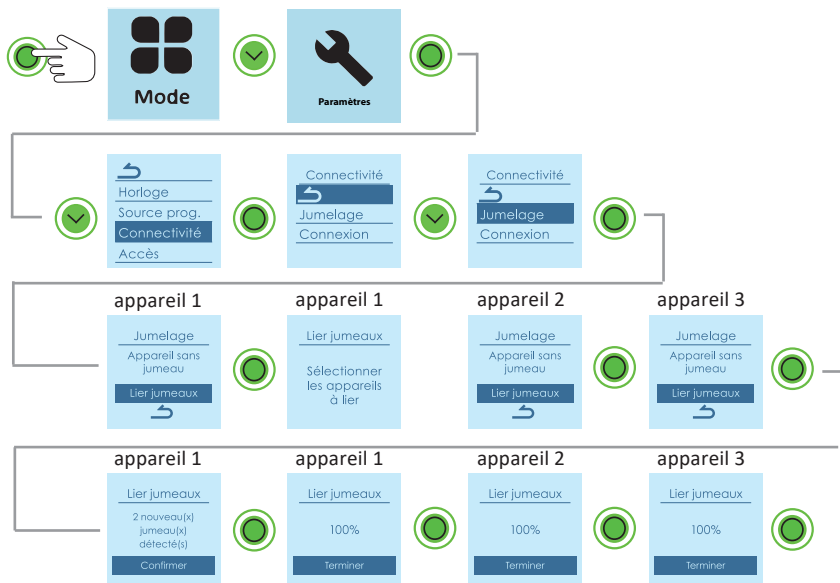 Mode
Paramètres
Horloge
Source prog.
Connectivité
Accès
Connectivité
Jumelage
Connexion
Connectivité
Jumelage
Connexion
appareil 1
Jumelage
Appareil sans
jumeau
Lier jumeaux
appareil 1
Lier jumeaux
Sélectionner
les appareils
à lier
appareil 2
Jumelage
Appareil sans
jumeau
Lier jumeaux
appareil 3
Jumelage
Appareil sans
jumeau
Lier jumeaux
appareil 1
Lier jumeaux
2 nouveau(x)
jumeau(x)
détecté(s)
Confirmer
appareil 1
Lier jumeaux
100%
Terminer
appareil 2
Lier jumeaux
100%
Terminer
appareil 3
Lier jumeaux
100%
Terminer